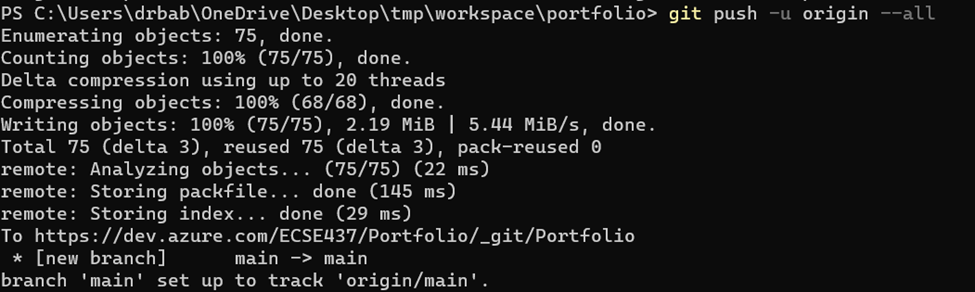 PS C:\Users\drbab\OneDrive\Desktop\tmp\workspace\portfolio> git push -u origin --all
Enumerating objects: 75, done.
Counting objects: 100% (75/75), done.
Delta compression using up to 20 threads
Compressing objects: 100% (68/68), done.
Writing objects: 100% (75/75), 2.19 MiB | 5.44 MiB/s, done.
Total 75 (delta 3), reused 75 (delta 3), pack-reused 0
remote: Analyzing objects... (75/75) (22 ms)
remote: Storing packfile... done (145 ms)
remote: Storing index... done (29 ms)
To https://dev.azure.com/ECSE437/Portfolio/_git/Portfolio
 * [new branch]      main -> main
branch 'main' set up to track 'origin/main'.